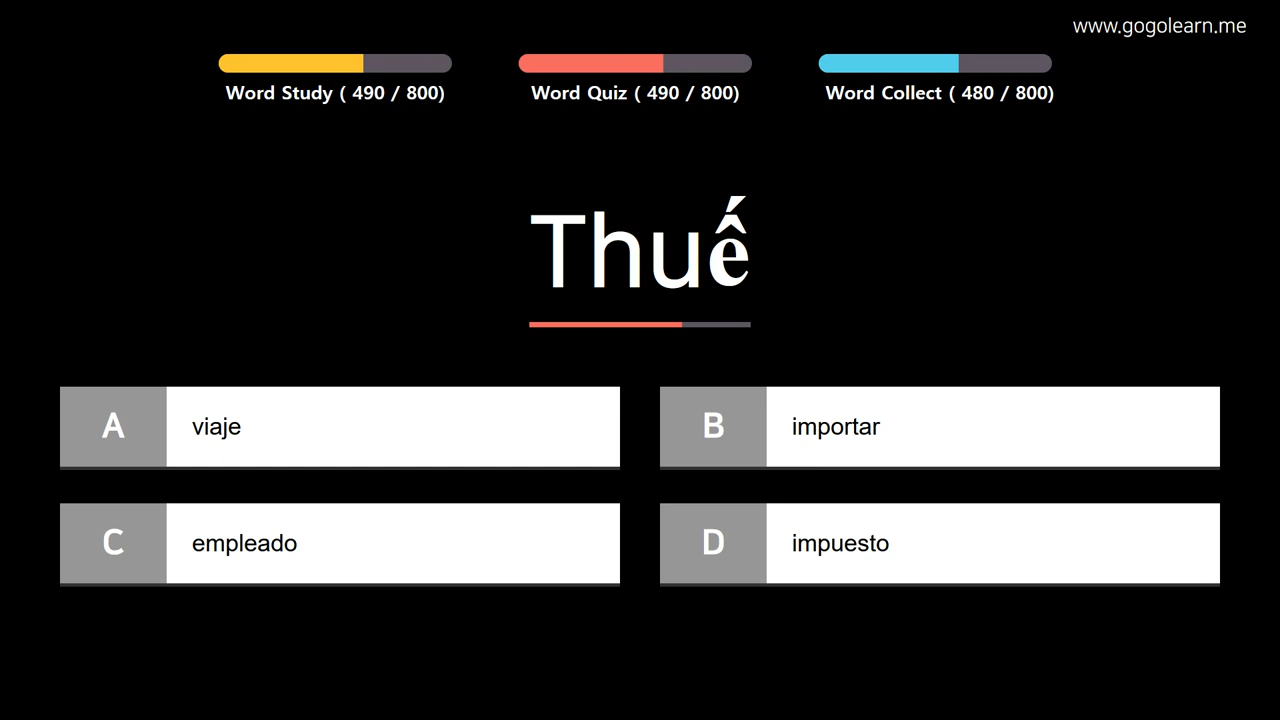 www.gogolearn.me
Word Study ( 490 / 800)
Word Quiz ( 490 / 800)
Word Collect ( 480 / 800)
Thuế
A viaje
B importar
C empleado
D impuesto